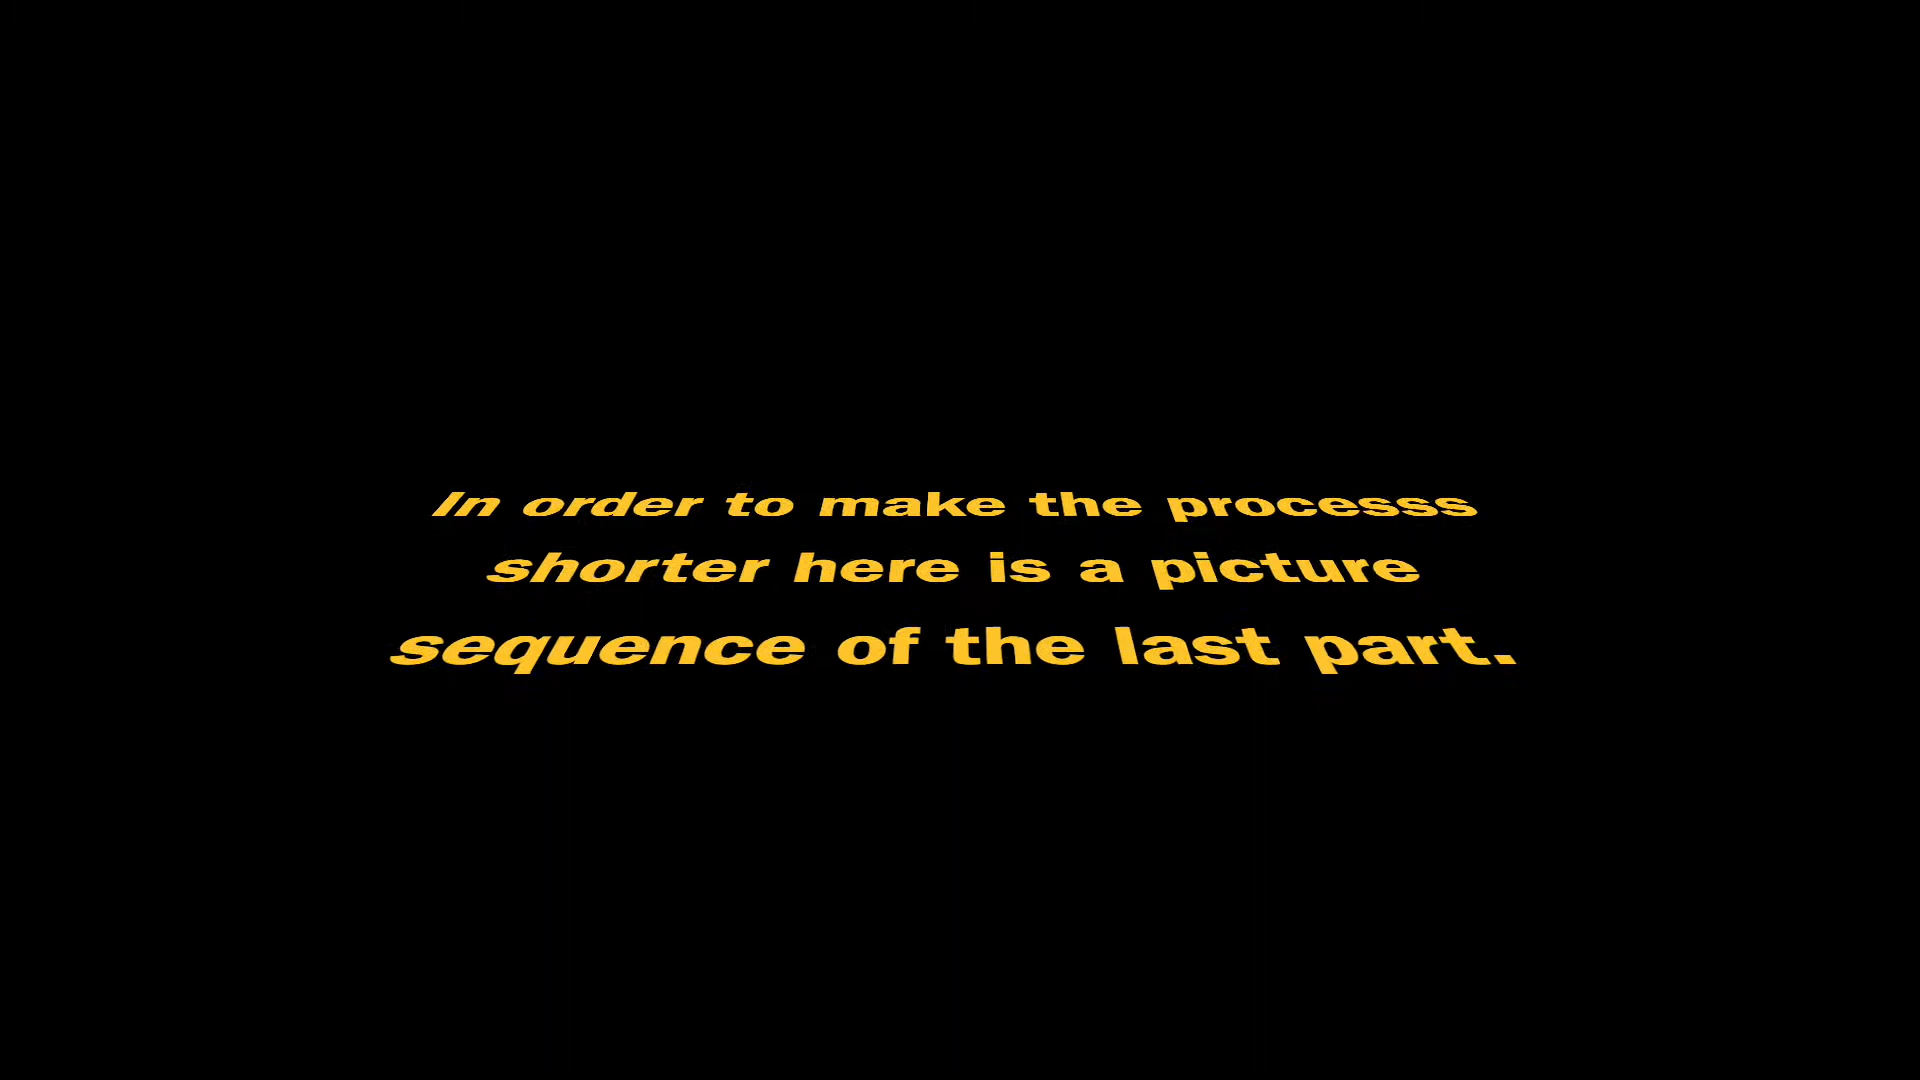 In order to make the processs
shorter here is a picture
sequence of the last part.